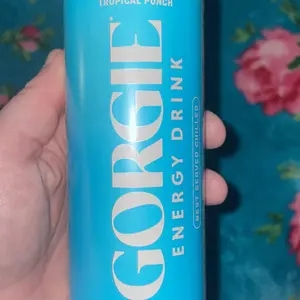 TROPICAL PUNCH
GORGIE
ENERGY DRINK
BEST SERVED CHILLED